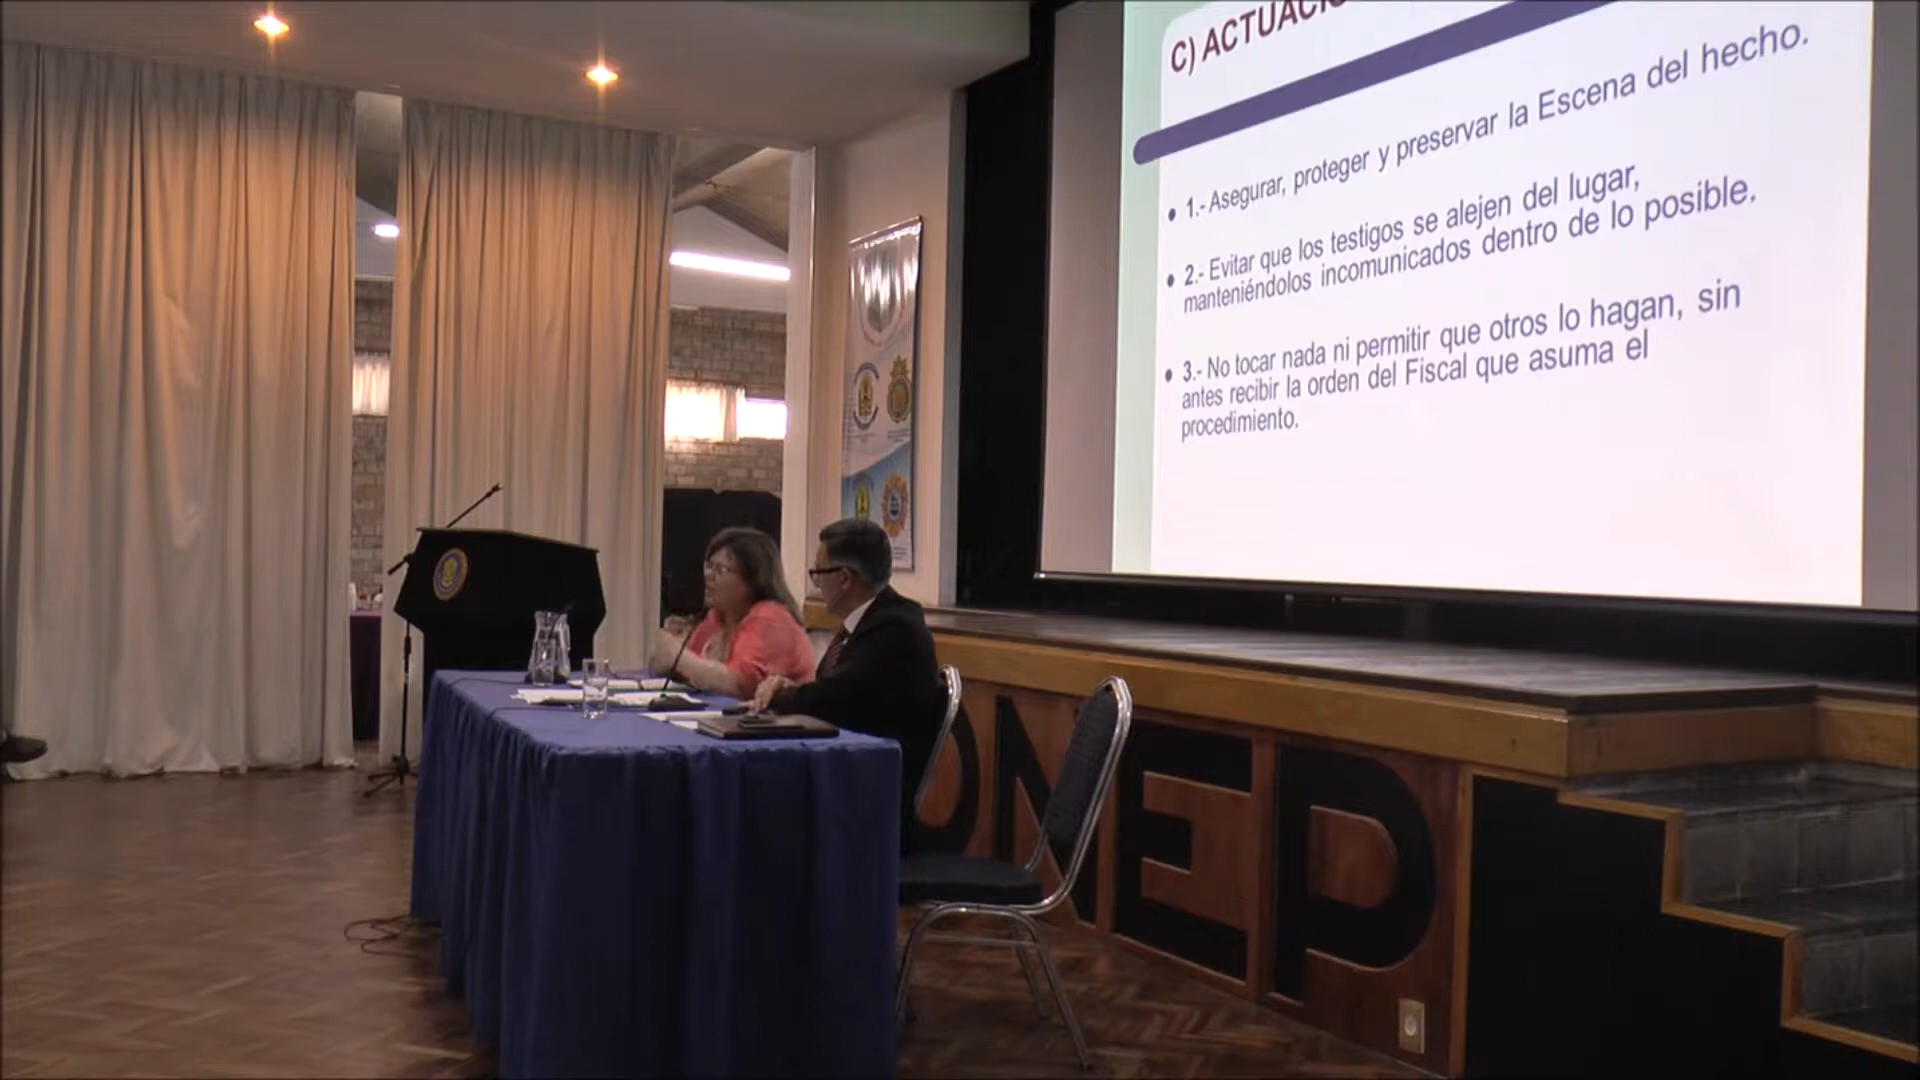 C) ACTUACIO
• 1.- Asegurar, proteger y preservar la Escena del hecho.
• 2.- Evitar que los testigos se alejen del lugar,
manteniéndolos incomunicados dentro de lo posible.
• 3.- No tocar nada ni permitir que otros lo hagan, sin
antes recibir la orden del Fiscal que asuma el
procedimiento.
ONEP